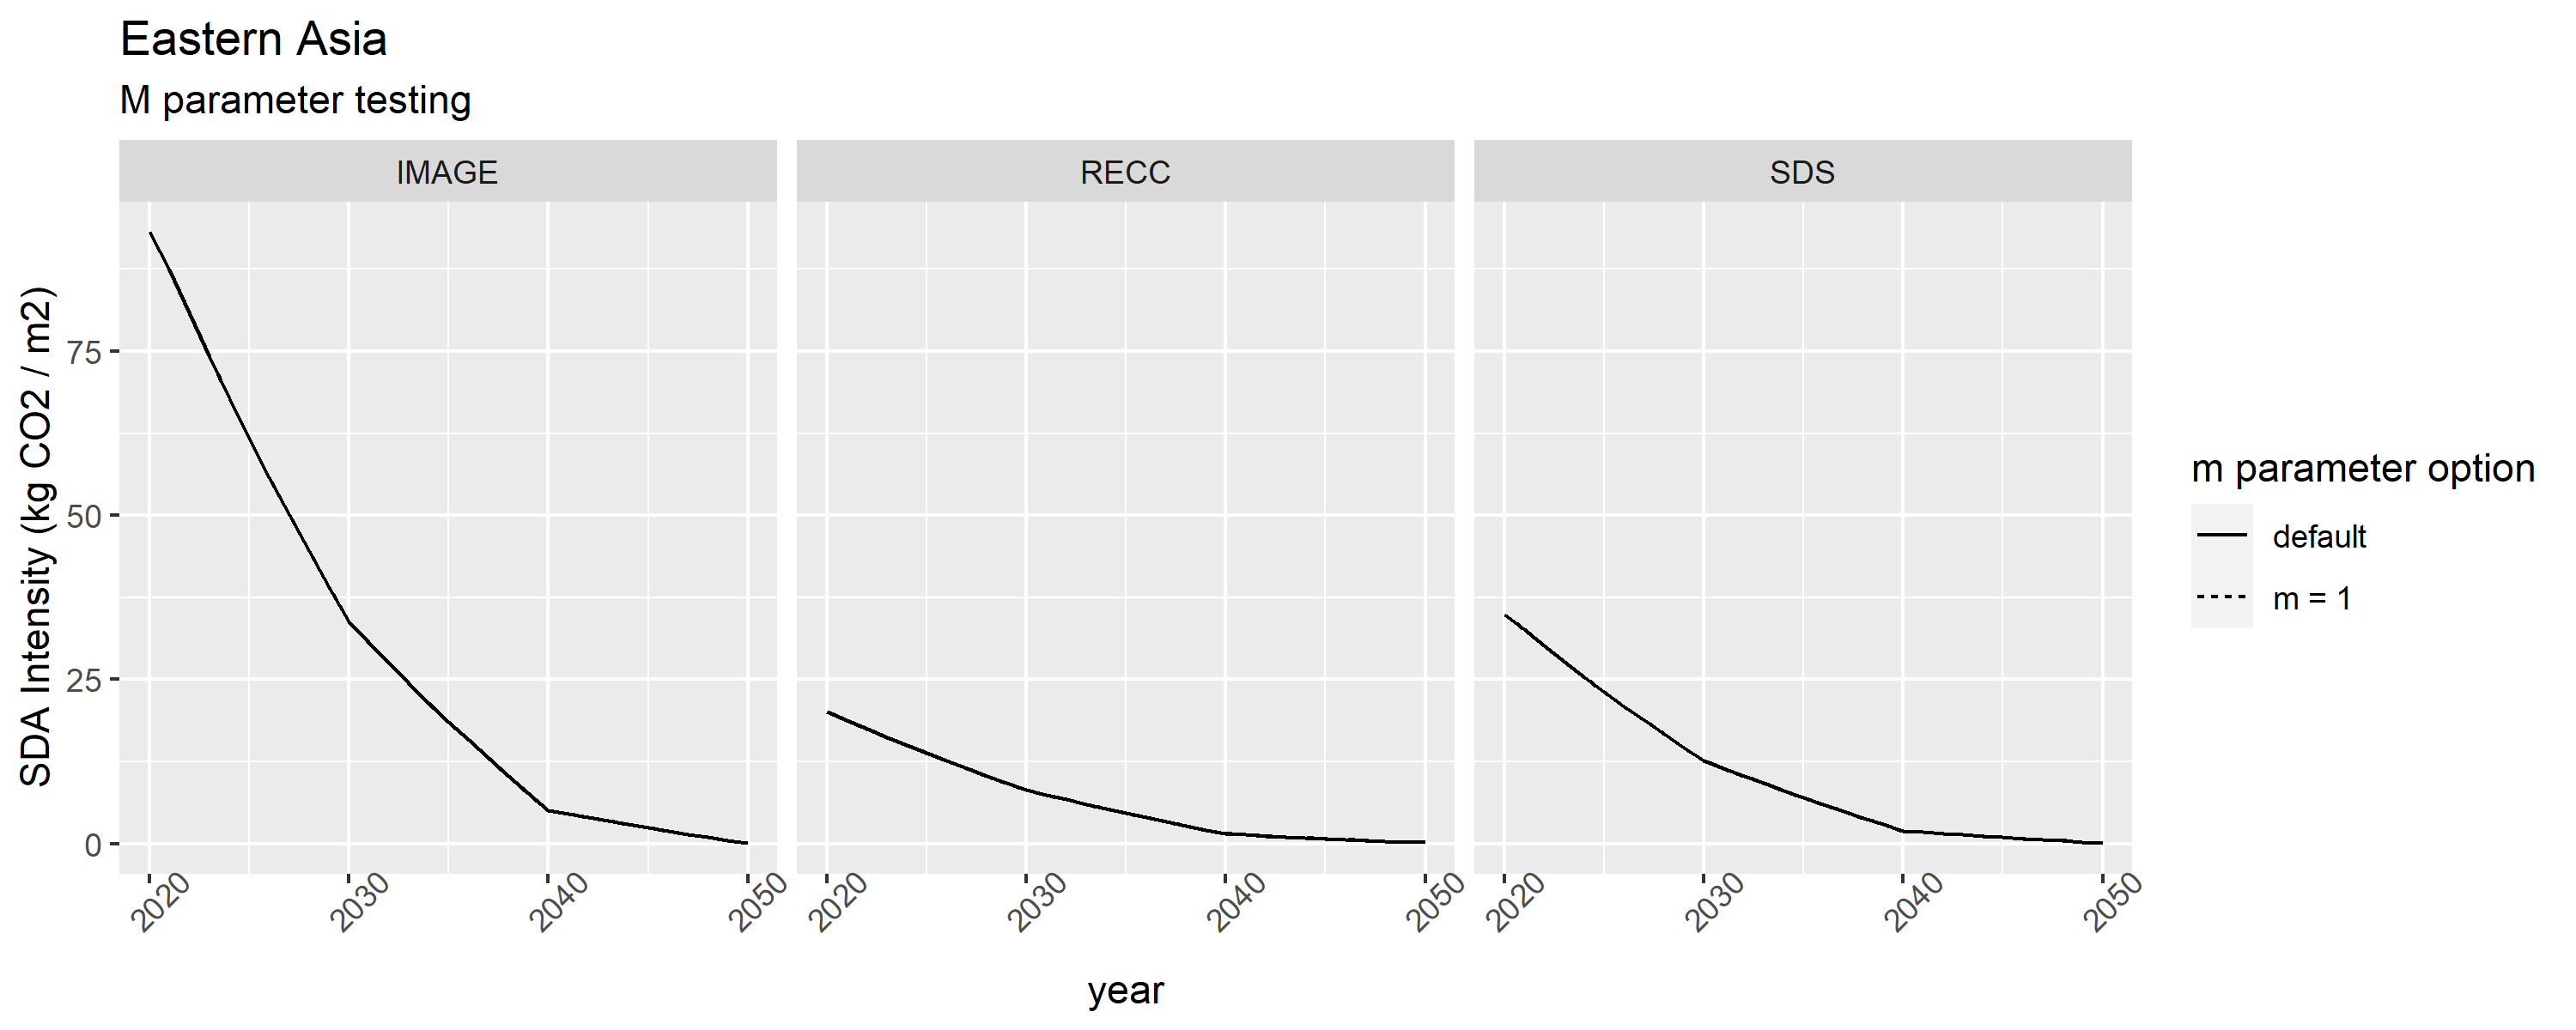 Eastern Asia
M parameter testing
IMAGE
RECC
SDS
SDA Intensity (kg CO2 / m2)
75
50
25
0
2020
2030
2040
2050
2020
2030
2040
2050
2020
2030
2040
2050
year
m parameter option
default
m = 1